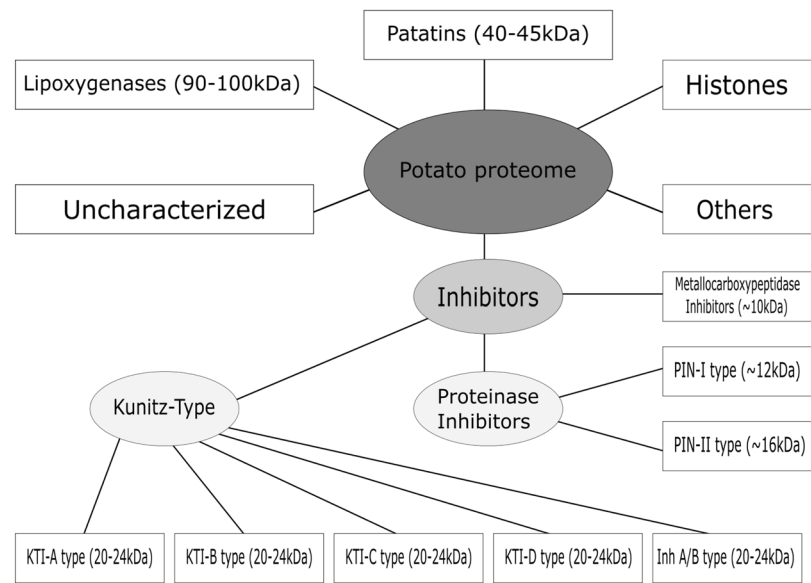 Patatins (40-45kDa)
Lipoxygenases (90-100kDa)
Histones
Potato proteome
Uncharacterized
Others
Inhibitors
Metallocarboxypeptidase
Inhibitors (~10kDa)
PIN-I type (~12kDa)
Kunitz-Type
Proteinase
Inhibitors
PIN-II type (~16kDa)
KTI-A type (20-24kDa)
KTI-B type (20-24kDa)
KTI-C type (20-24kDa)
KTI-D type (20-24kDa)
Inh A/B type (20-24kDa)